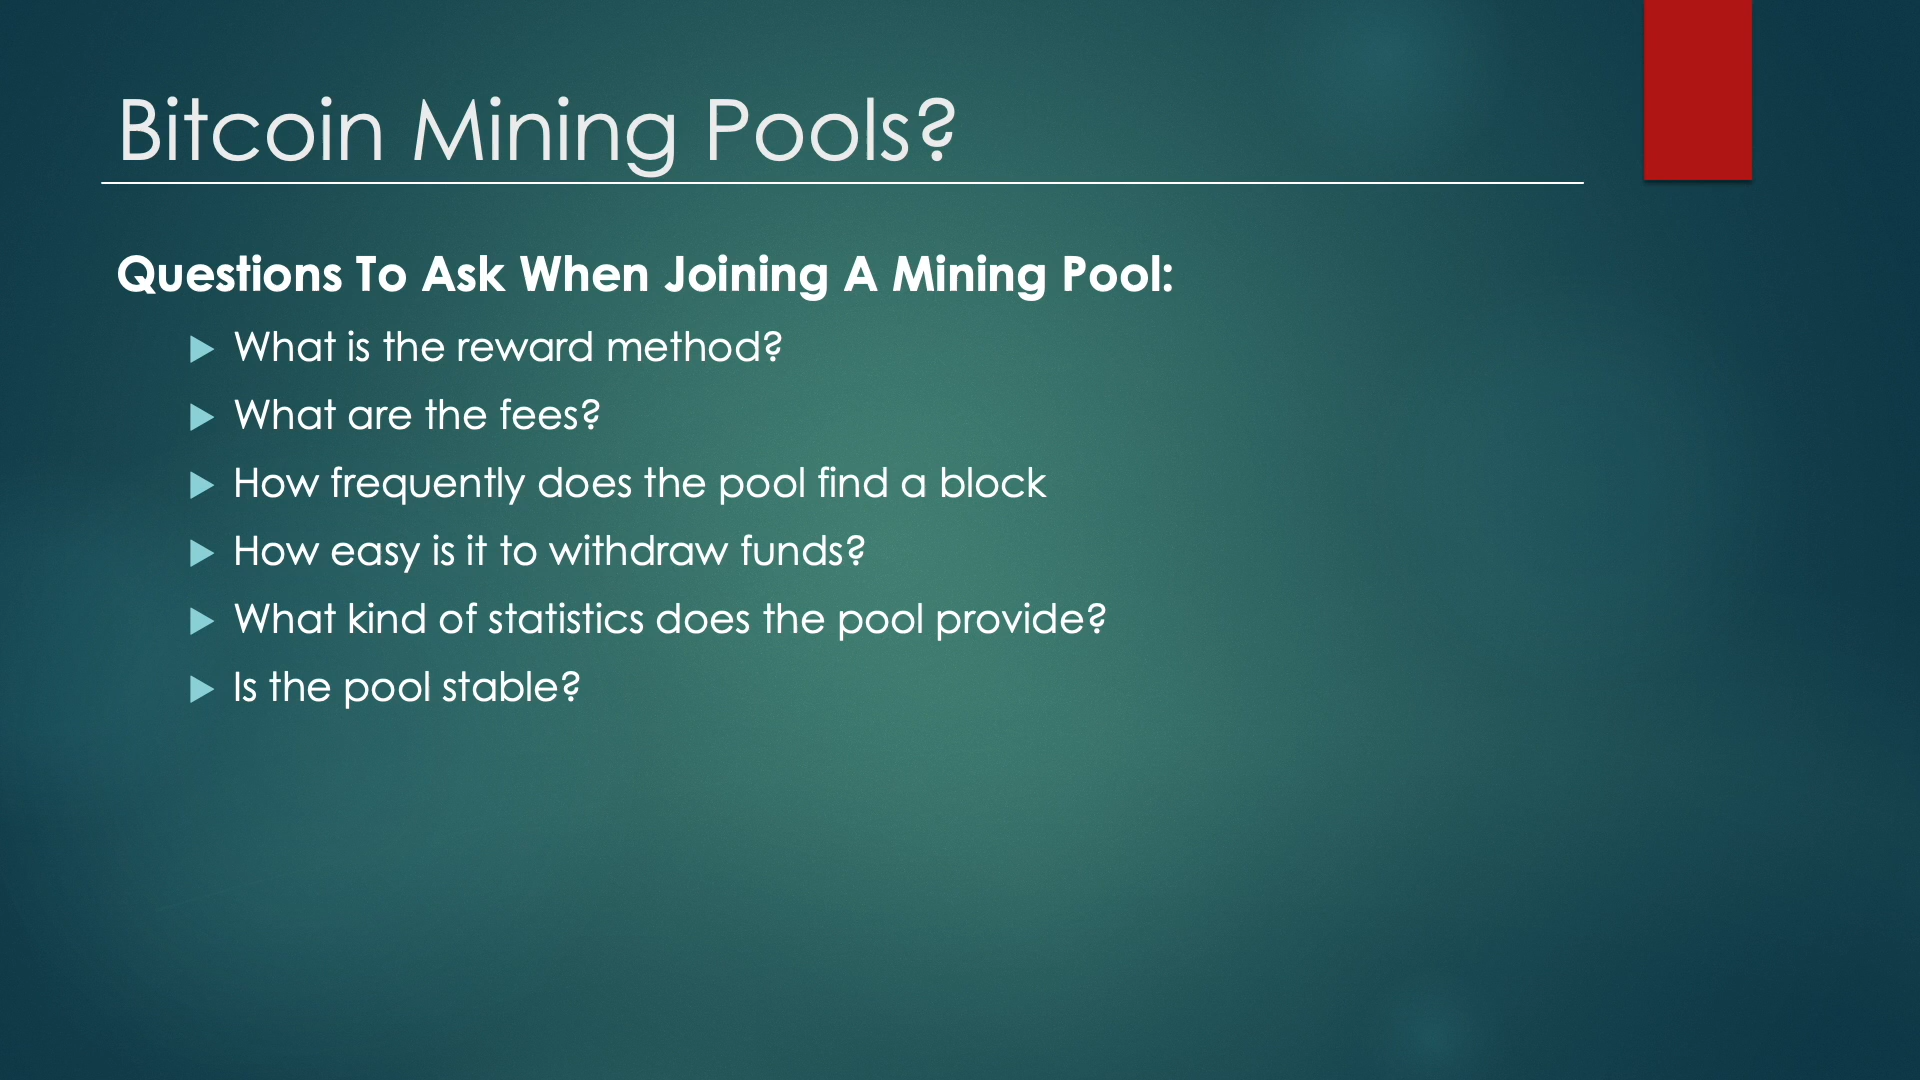 Bitcoin Mining Pools?
Questions To Ask When Joining A Mining Pool:
What is the reward method?
What are the fees?
How frequently does the pool find a block
How easy is it to withdraw funds?
What kind of statistics does the pool provide?
Is the pool stable?